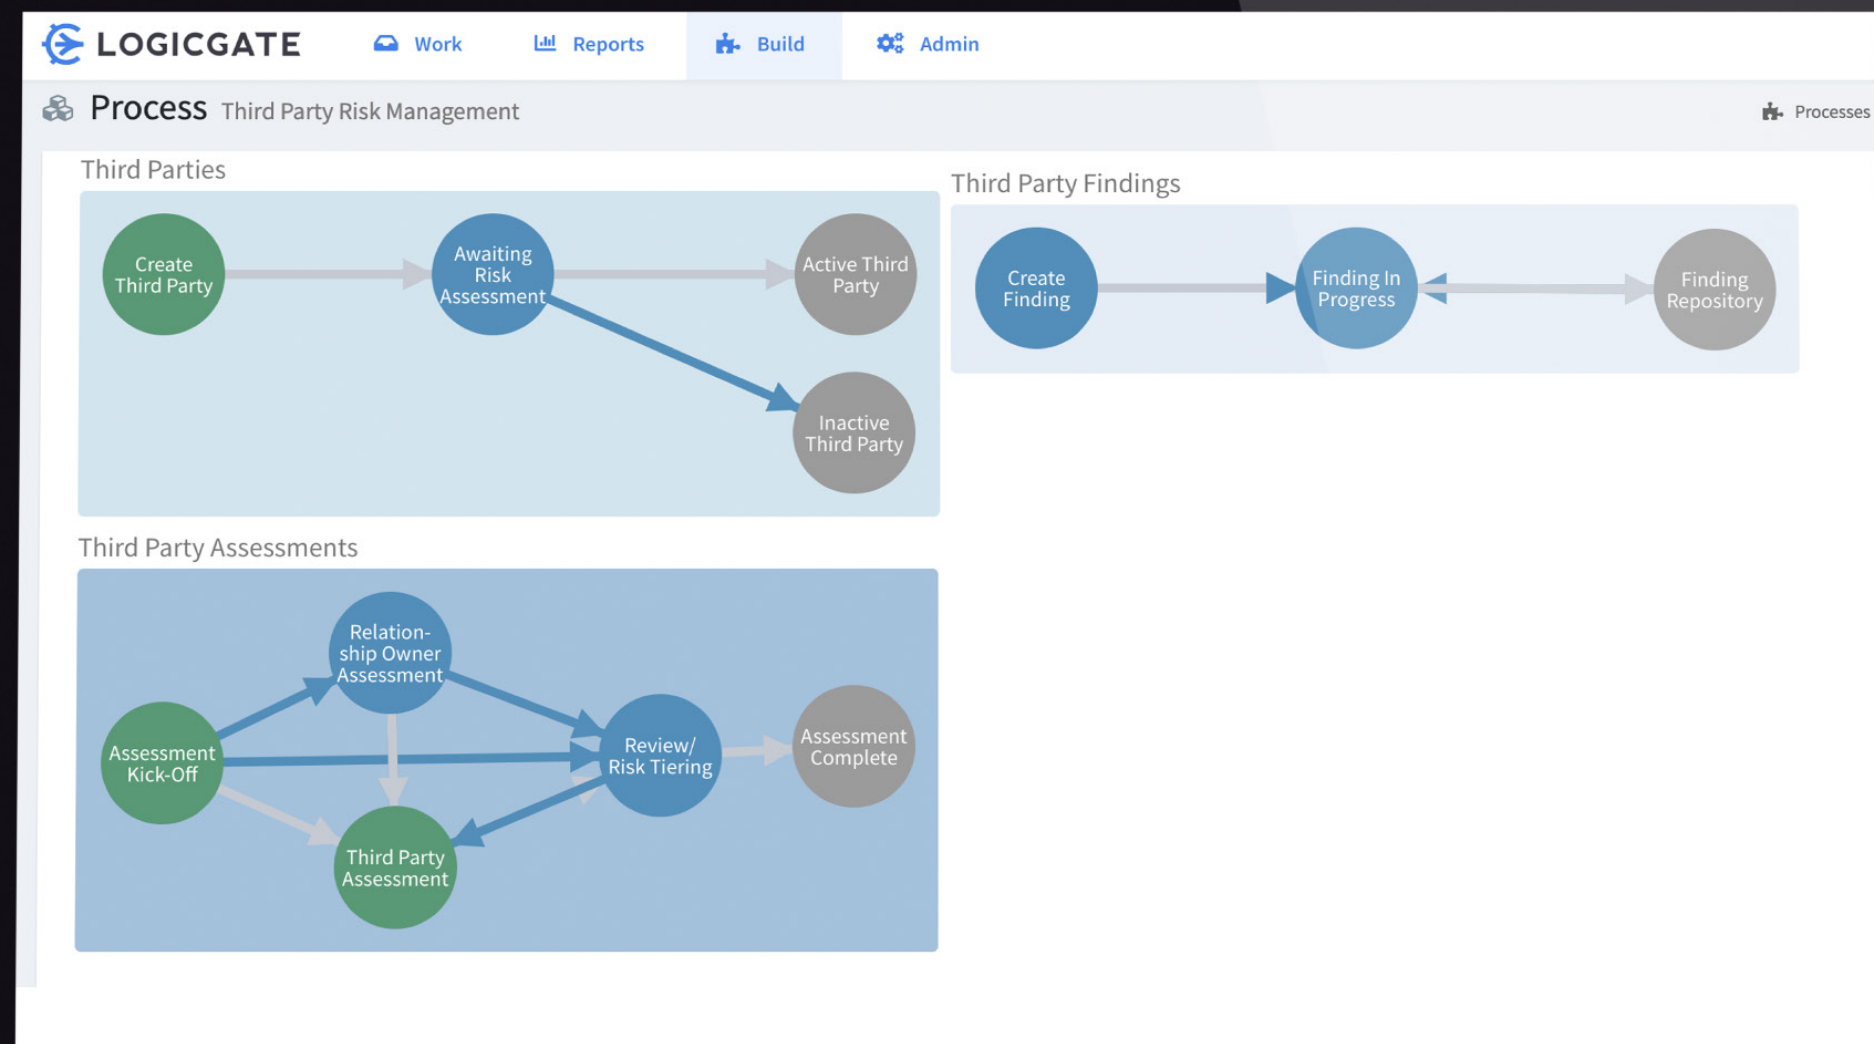 LOGICGATE
Work
Reports
Build
Admin
Process Third Party Risk Management
Processes
Third Parties
Create
Third Party
Awaiting
Risk
Assessment
Active Third
Party
Inactive
Third Party
Third Party Findings
Create
Finding
Finding In
Progress
Finding
Repository
Third Party Assessments
Relation-
ship Owner
Assessment
Assessment
Kick-Off
Review/
Risk Tiering
Assessment
Complete
Third Party
Assessment